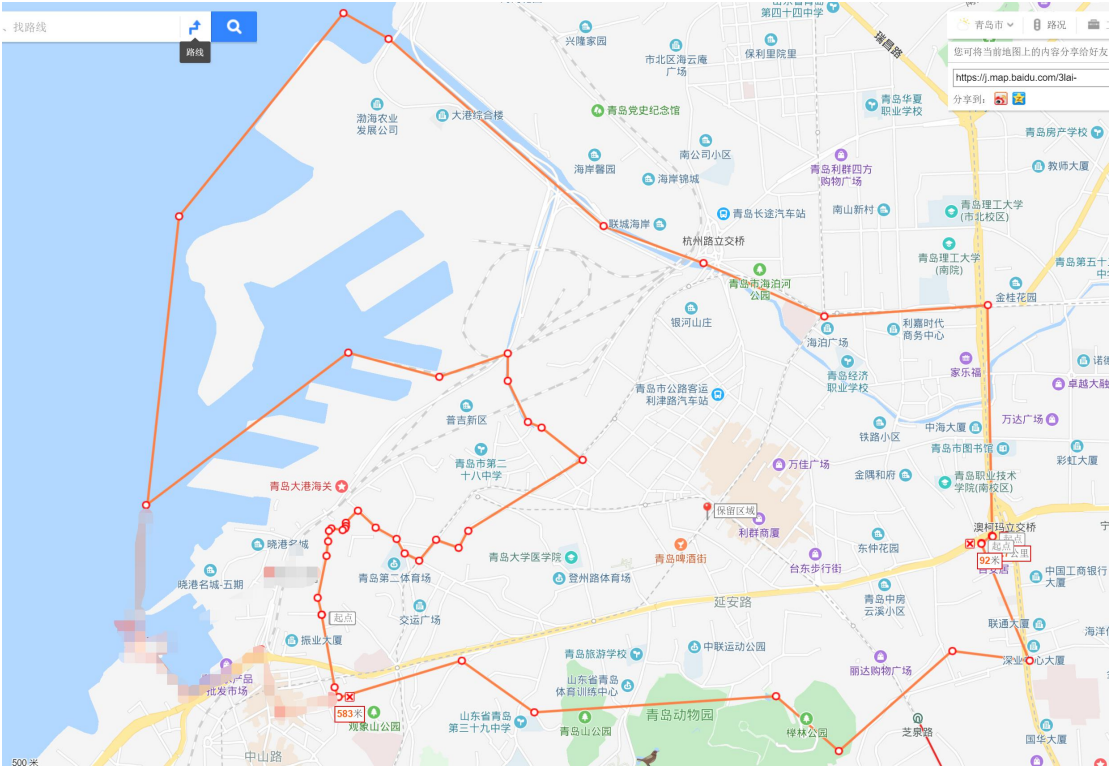 、找路线
路线
青岛市
路况
您可将当前地图上的内容分享给好友
https://j.map.baidu.com/3lai-
分享到:
第四十四中学
瑞昌路
兴隆家园
市北区海云庵
广场
保利里院里
渤海农业
发展公司
大港综合楼
青岛党史纪念馆
青岛华夏
职业学校
青岛房产学校
海岸馨园
南公司小区
海岸锦城
青岛利群四方
购物广场
教师大厦
联城海岸
青岛长途汽车站
南山新村
青岛理工大学
(市北校区)
杭州路立交桥
青岛理工大学
(南院)
青岛第五十
青岛市海泊河
公园
金桂花园
银河山庄
海泊广场
利嘉时代
商务中心
青岛经济
职业学校
家乐福
青岛市公路客运
利津路汽车站
卓越大融
普吉新区
铁路小区
中海大厦
万达广场
青岛市第二
十八中学
青岛市图书馆
彩虹大厦
万佳广场
金隅和府
青岛职业技术
学院(南校区)
青岛大港海关
保留区域
利群商厦
澳柯玛立交桥
起点
起点
92米
公里
晓港名城
青岛大学医学院
青岛啤酒街
东仲花园
台东步行街
晓港名城-五期
青岛第二体育场
登州路体育场
中国工商银行
大厦
起点
交运广场
延安路
青岛中房
云溪小区
联通大厦
振业大厦
青岛旅游学校
中联运动公园
丽达购物广场
批发市场
山东省青岛
体育训练中心
583米
观象山公园
山东省青岛
第三十九中学
青岛山公园
青岛动物园
榉林公园
芝泉路
国华大厦
中山路
500 米